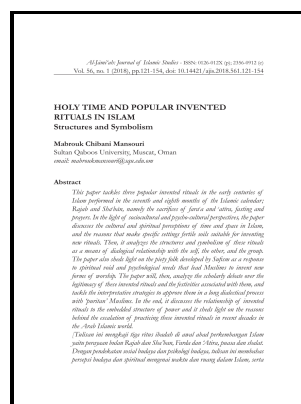 Al-Jāmi'ah: Journal of Islamic Studies - ISSN: 0126-012X (p); 2356-0912 (e)
Vol. 56, no. 1 (2018), pp.121-154, doi: 10.14421/ajis.2018.561.121-154
HOLY TIME AND POPULAR INVENTED
RITUALS IN ISLAM
Structures and Symbolism
Mabrouk Chibani Mansouri
Sultan Qaboos University, Muscat, Oman
email: mabroukmansouri@squ.edu.om
Abstract
This paper tackles three popular invented rituals in the early centuries of
Islam performed in the seventh and eighth months of the Islamic calendar;
Rajab and Sha'bān, namely the sacrifices of fara'a and 'atīra, fasting and
prayers. In the light of sociocultural and psycho-cultural perspectives, the paper
discusses the cultural and spiritual perceptions of time and space in Islam,
and the reasons that make specific entities fertile soils suitable for inventing
new rituals. Then, it analyzes the structures and symbolism of these rituals
as a means of dialogical relationship with the self, the other, and the group.
The paper also sheds light on the piety folk developed by Sufism as a response
to spiritual void and psychological needs that lead Muslims to invent new
forms of worship. The paper will, then, analyze the scholarly debate over the
legitimacy of these invented rituals and the festivities associated with them, and
tackle the interpretative strategies to approve them in a long dialectical process
with 'puritan' Muslims. In the end, it discusses the relationship of invented
rituals to the embedded structure of power and it sheds light on the reasons
behind the escalation of practicing these invented rituals in recent decades in
the Arab Islamic world.
[Tulisan ini mengkaji tiga ritus ibadah di awal abad perkembangan Islam
yaitu perayaan bulan Rajab dan Sha'ban, Farda dan 'Atira, puasa dan shalat.
Dengan pendekatan sosial budaya dan psikologi budaya, tulisan ini membahas
persepsi budaya dan spiritual mengenai waktu dan ruang dalam Islam, serta